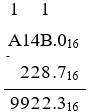 1 1
A14B.0₁₆
-
228.7₁₆
9922.3₁₆